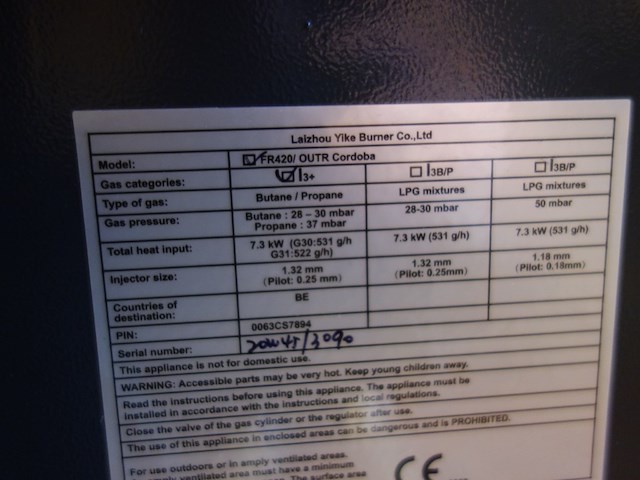 Laizhou Yike Burner Co.,Ltd
Model: FR420/ OUTR Cordoba
Gas categories: I3+ I3B/P I3B/P
Type of gas: Butane / Propane LPG mixtures LPG mixtures
Gas pressure: Butane : 28 – 30 mbar 28-30 mbar 50 mbar
Propane : 37 mbar
Total heat input: 7.3 kW (G30:531 g/h 7.3 kW (531 g/h) 7.3 kW (531 g/h)
G31:522 g/h)
Injector size: 1.32 mm 1.32 mm 1.18 mm
(Pilot: 0.25 mm) (Pilot: 0.25mm) (Pilot: 0.18mm)
Countries of BE
destination:
PIN: 0063CS7894
Serial number:
This appliance is not for domestic use.
WARNING: Accessible parts may be very hot. Keep young children away.
Read the instructions before using this appliance. The appliance must be
installed in accordance with the instructions and local regulations.
Close the valve of the gas cylinder or the regulator after use.
The use of this appliance in enclosed areas can be dangerous and is PROHIBITED.
For use outdoors or in amply ventilated areas.
ventilated area must have a minimum
The surface area
CE